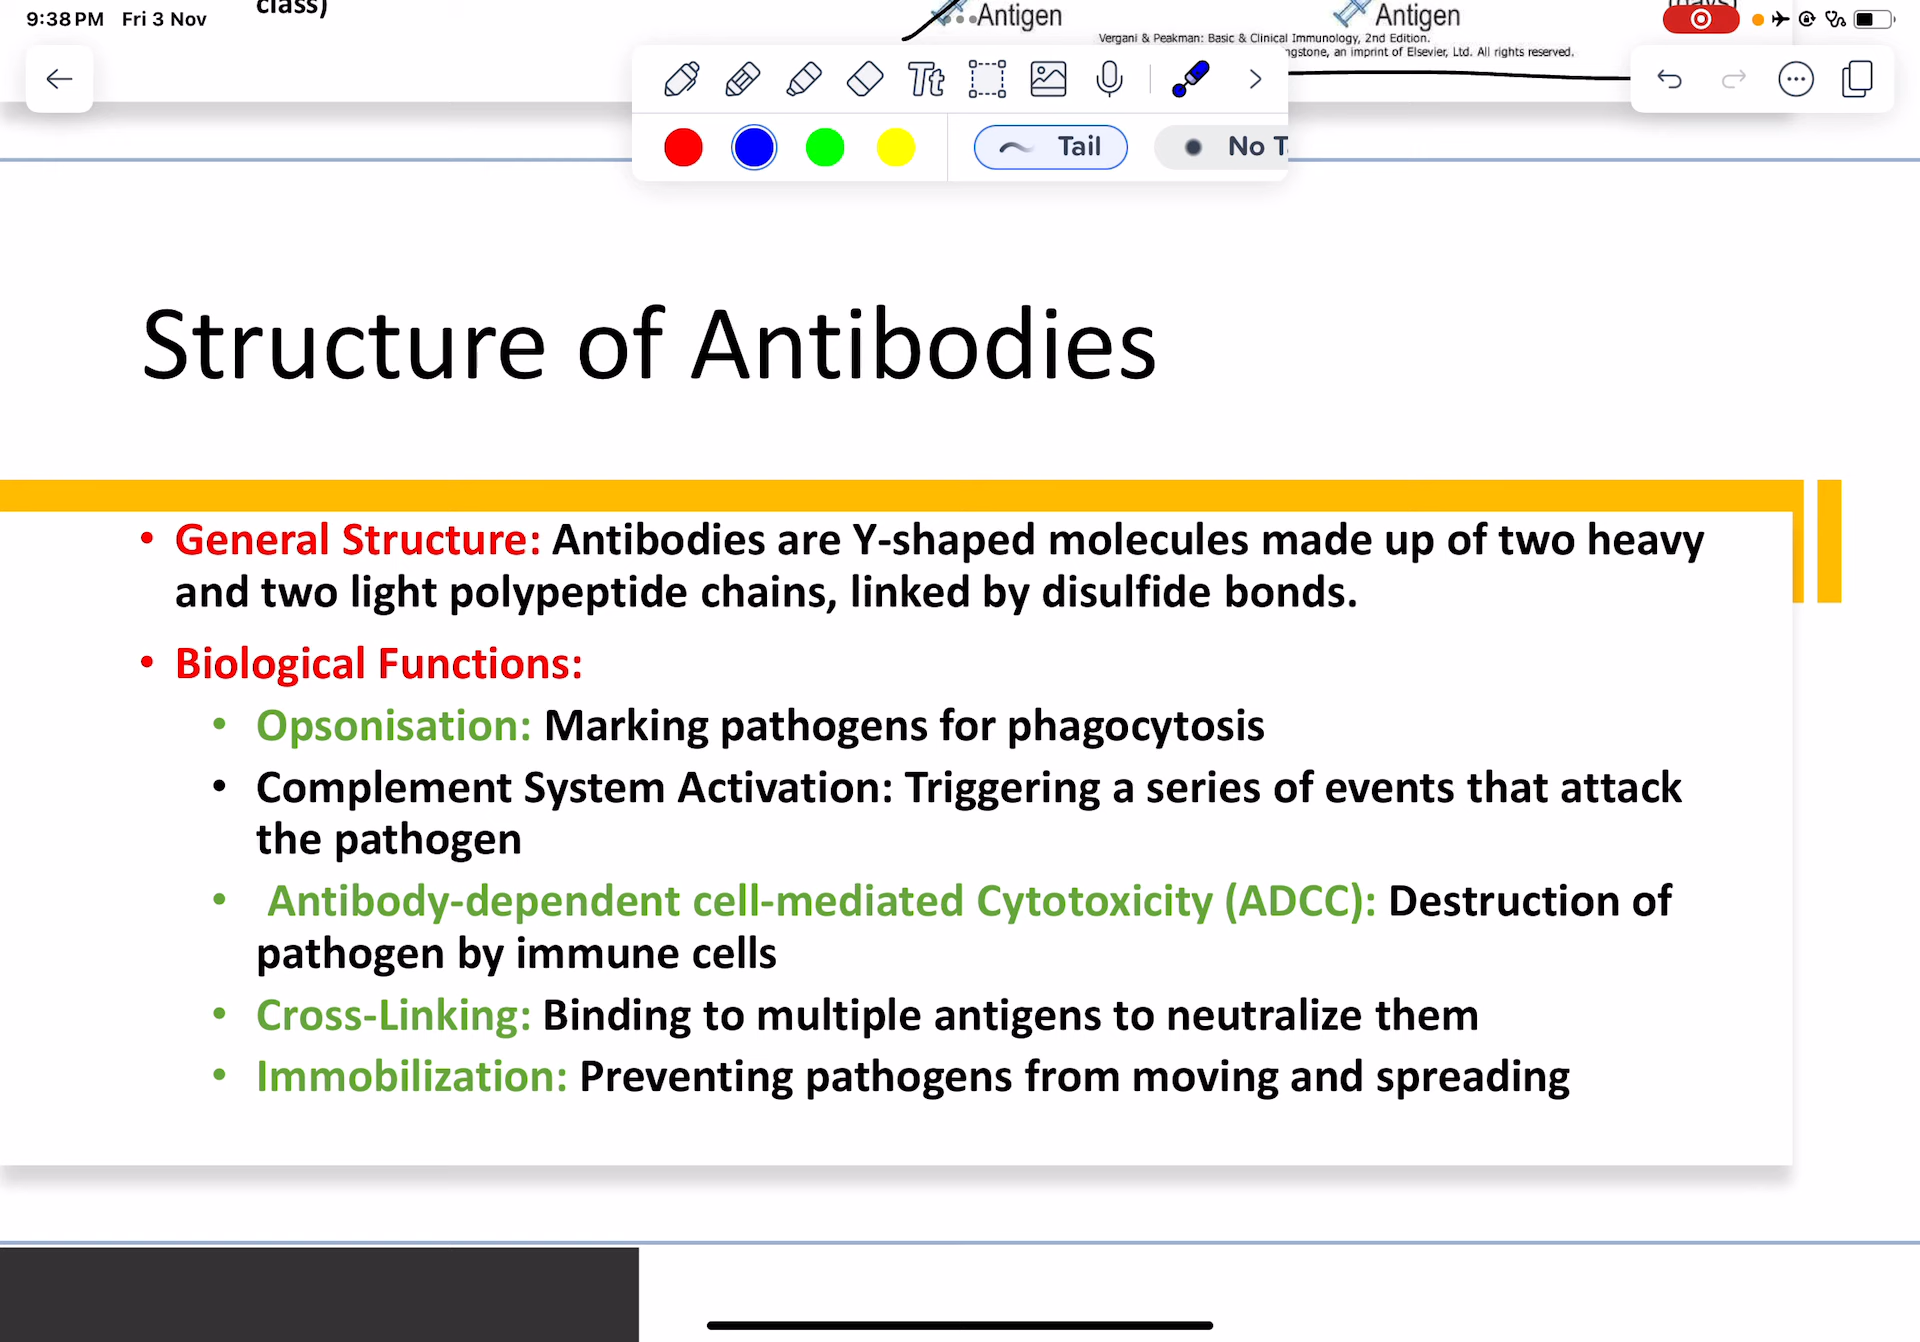 9:38 PM Fri 3 Nov
class)
Antigen
Antigen
Vergani & Peakman: Basic & Clinical Immunology, 2nd Edition.
gstone, an imprint of Elsevier, Ltd. All rights reserved.
Tt
Tail
No T
Structure of Antibodies
• General Structure: Antibodies are Y-shaped molecules made up of two heavy
and two light polypeptide chains, linked by disulfide bonds.
• Biological Functions:
• Opsonisation: Marking pathogens for phagocytosis
• Complement System Activation: Triggering a series of events that attack
the pathogen
• Antibody-dependent cell-mediated Cytotoxicity (ADCC): Destruction of
pathogen by immune cells
• Cross-Linking: Binding to multiple antigens to neutralize them
• Immobilization: Preventing pathogens from moving and spreading